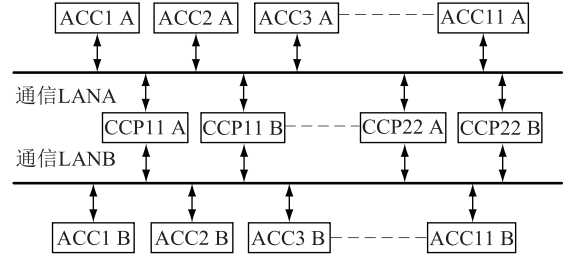 ACC1 A ACC2 A ACC3 A ACC11 A
通信LANA
CCP11 A CCP11 B CCP22 A CCP22 B
通信LANB
ACC1 B ACC2 B ACC3 B ACC11 B